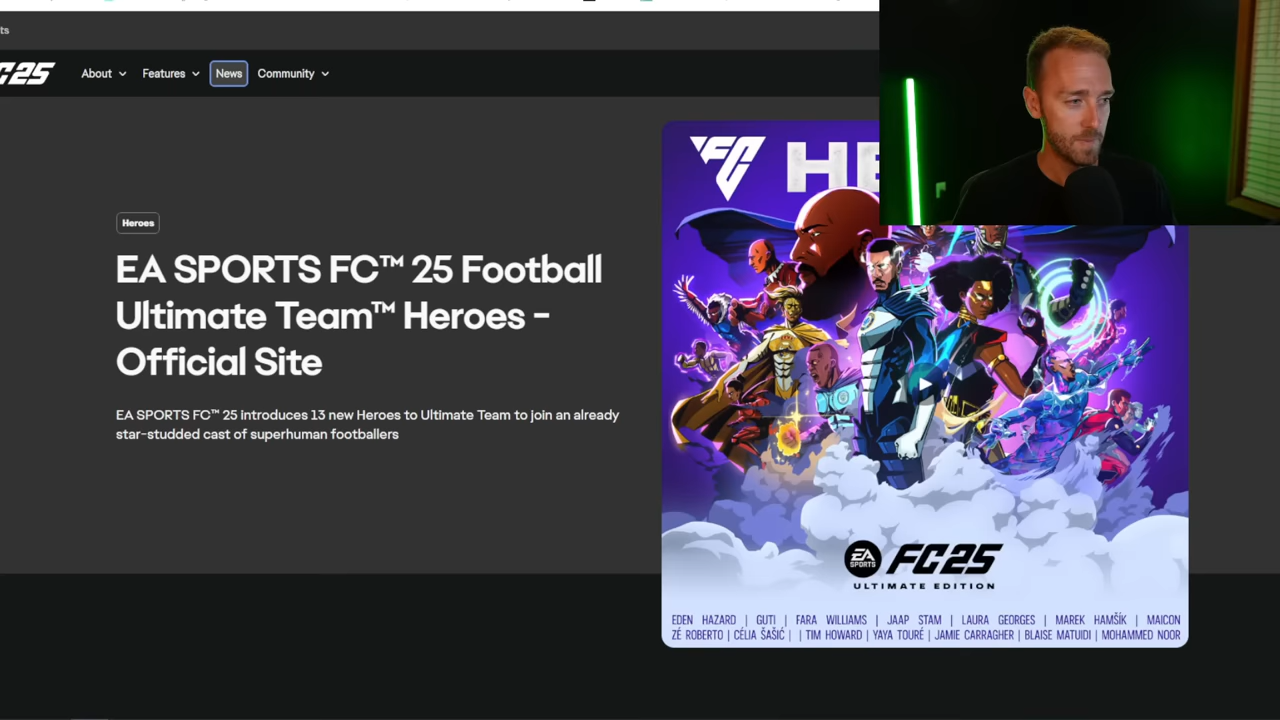 ts
FC25
About
Features
News
Community
FC
HE
Heroes
EA SPORTS FC™ 25 Football
Ultimate Team™ Heroes -
Official Site
EA SPORTS FC™ 25 introduces 13 new Heroes to Ultimate Team to join an already
star-studded cast of superhuman footballers
EA SPORTS FC25
ULTIMATE EDITION
EDEN HAZARD | GUTI | FARA WILLIAMS | JAAP STAM | LAURA GEORGES | MAREK HAMŠÍK | MAICON
ZÉ ROBERTO | CÉLIA ŠAŠIĆ | | TIM HOWARD | YAYA TOURÉ | JAMIE CARRAGHER | BLAISE MATUIDI | MOHAMMED NOOR